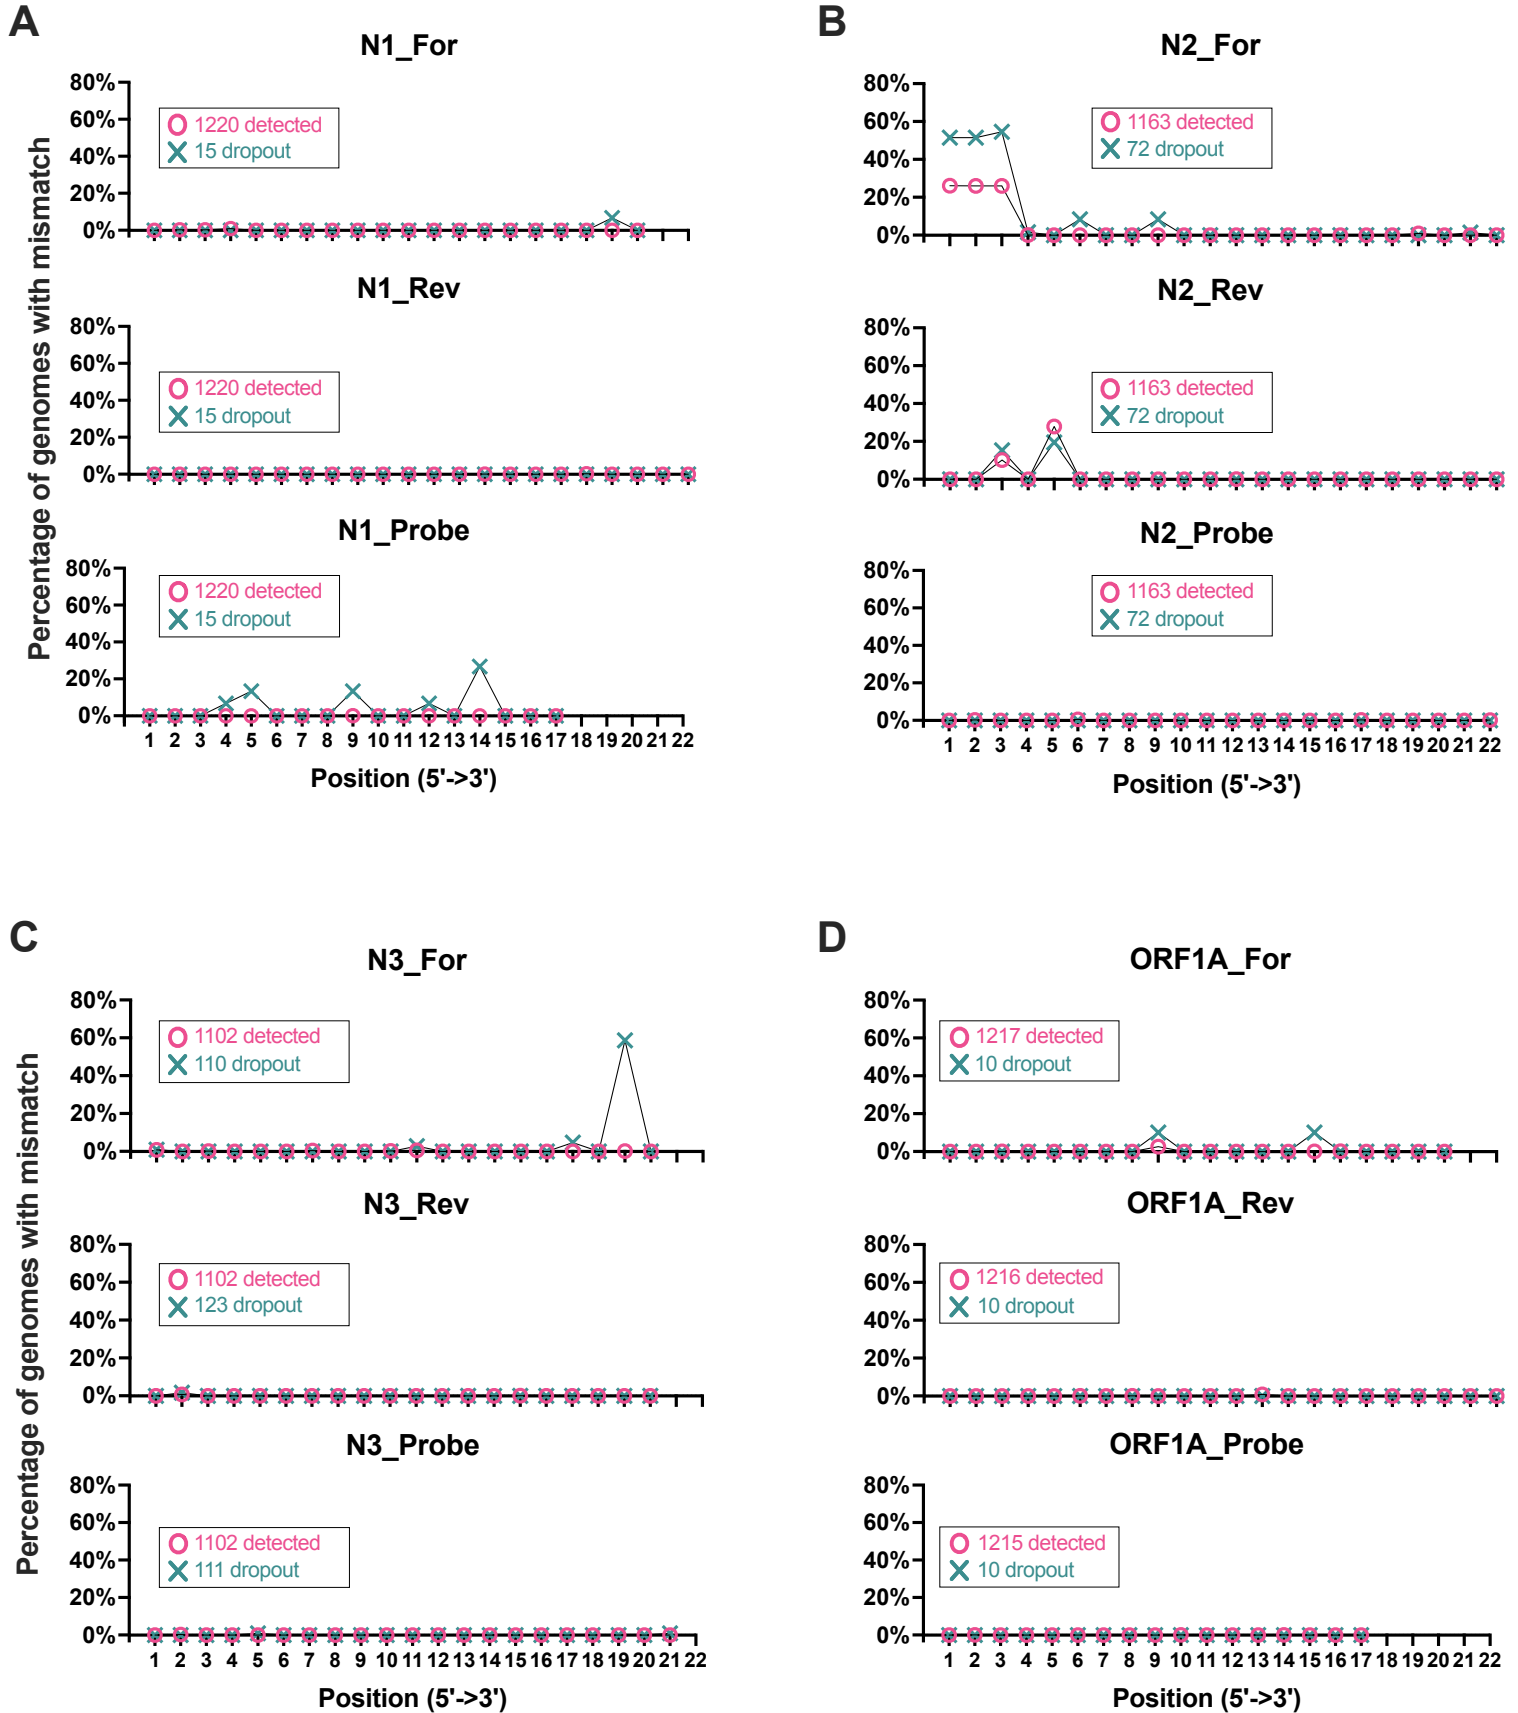 A
N1_For
Percentage of genomes with mismatch
80%
60%
40%
20%
0%
1220 detected
15 dropout
N1_Rev
80%
60%
40%
20%
0%
1220 detected
15 dropout
N1_Probe
80%
60%
40%
20%
0%
1220 detected
15 dropout
1 2 3 4 5 6 7 8 9 10 11 12 13 14 15 16 17 18 19 20 21 22
Position (5'->3')
B
N2_For
80%
60%
40%
20%
0%
1163 detected
72 dropout
N2_Rev
80%
60%
40%
20%
0%
1163 detected
72 dropout
N2_Probe
80%
60%
40%
20%
0%
1163 detected
72 dropout
1 2 3 4 5 6 7 8 9 10 11 12 13 14 15 16 17 18 19 20 21 22
Position (5'->3')
C
N3_For
Percentage of genomes with mismatch
80%
60%
40%
20%
0%
1102 detected
110 dropout
N3_Rev
80%
60%
40%
20%
0%
1102 detected
123 dropout
N3_Probe
80%
60%
40%
20%
0%
1102 detected
111 dropout
1 2 3 4 5 6 7 8 9 10 11 12 13 14 15 16 17 18 19 20 21 22
Position (5'->3')
D
ORF1A_For
80%
60%
40%
20%
0%
1217 detected
10 dropout
ORF1A_Rev
80%
60%
40%
20%
0%
1216 detected
10 dropout
ORF1A_Probe
80%
60%
40%
20%
0%
1215 detected
10 dropout
1 2 3 4 5 6 7 8 9 10 11 12 13 14 15 16 17 18 19 20 21 22
Position (5'->3')